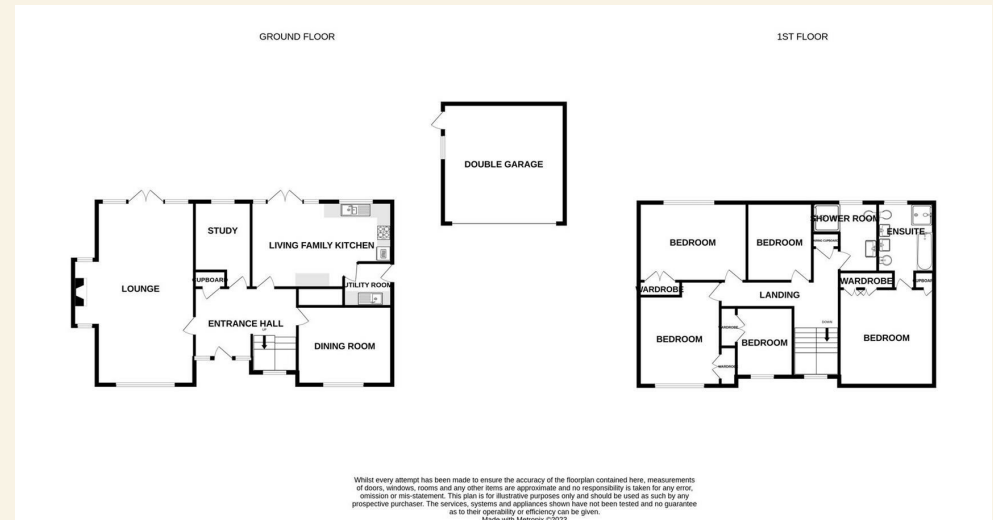 GROUND FLOOR
1ST FLOOR
DOUBLE GARAGE
STUDY
LIVING FAMILY KITCHEN
CUPBOARD
UTILITY ROOM
LOUNGE
ENTRANCE HALL
UP
DINING ROOM
BEDROOM
BEDROOM
SHOWER ROOM
ENSUITE
WARDROBE
LANDING
WARDROBE
CUPBOARD
WARDROBE
DOWN
BEDROOM
BEDROOM
BEDROOM
WARDROBE
Whilst every attempt has been made to ensure the accuracy of the floorplan contained here, measurements
of doors, windows, rooms and any other items are approximate and no responsibility is taken for any error,
omission or mis-statement. This plan is for illustrative purposes only and should be used as such by any
prospective purchaser. The services, systems and appliances shown have not been tested and no guarantee
as to their operability or efficiency can be given.
Made with Metropix ©2023